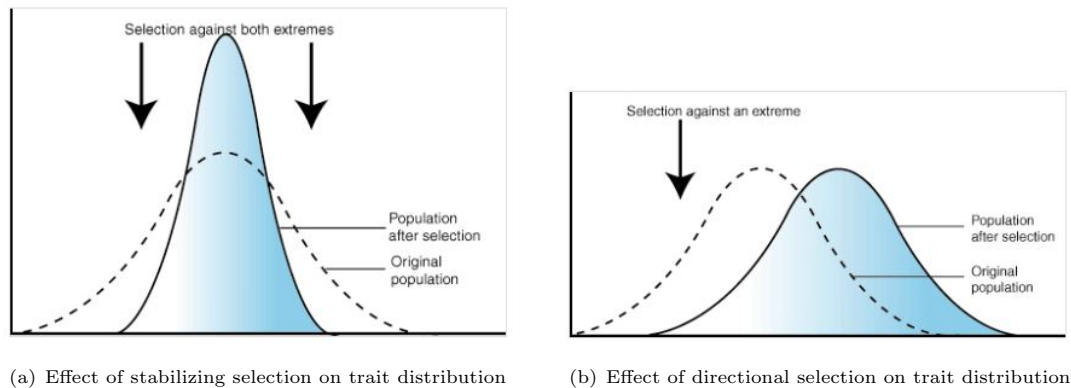 Selection against both extremes
Population
after selection
Original
population
(a) Effect of stabilizing selection on trait distribution
Selection against an extreme
Population
after selection
Original
population
(b) Effect of directional selection on trait distribution